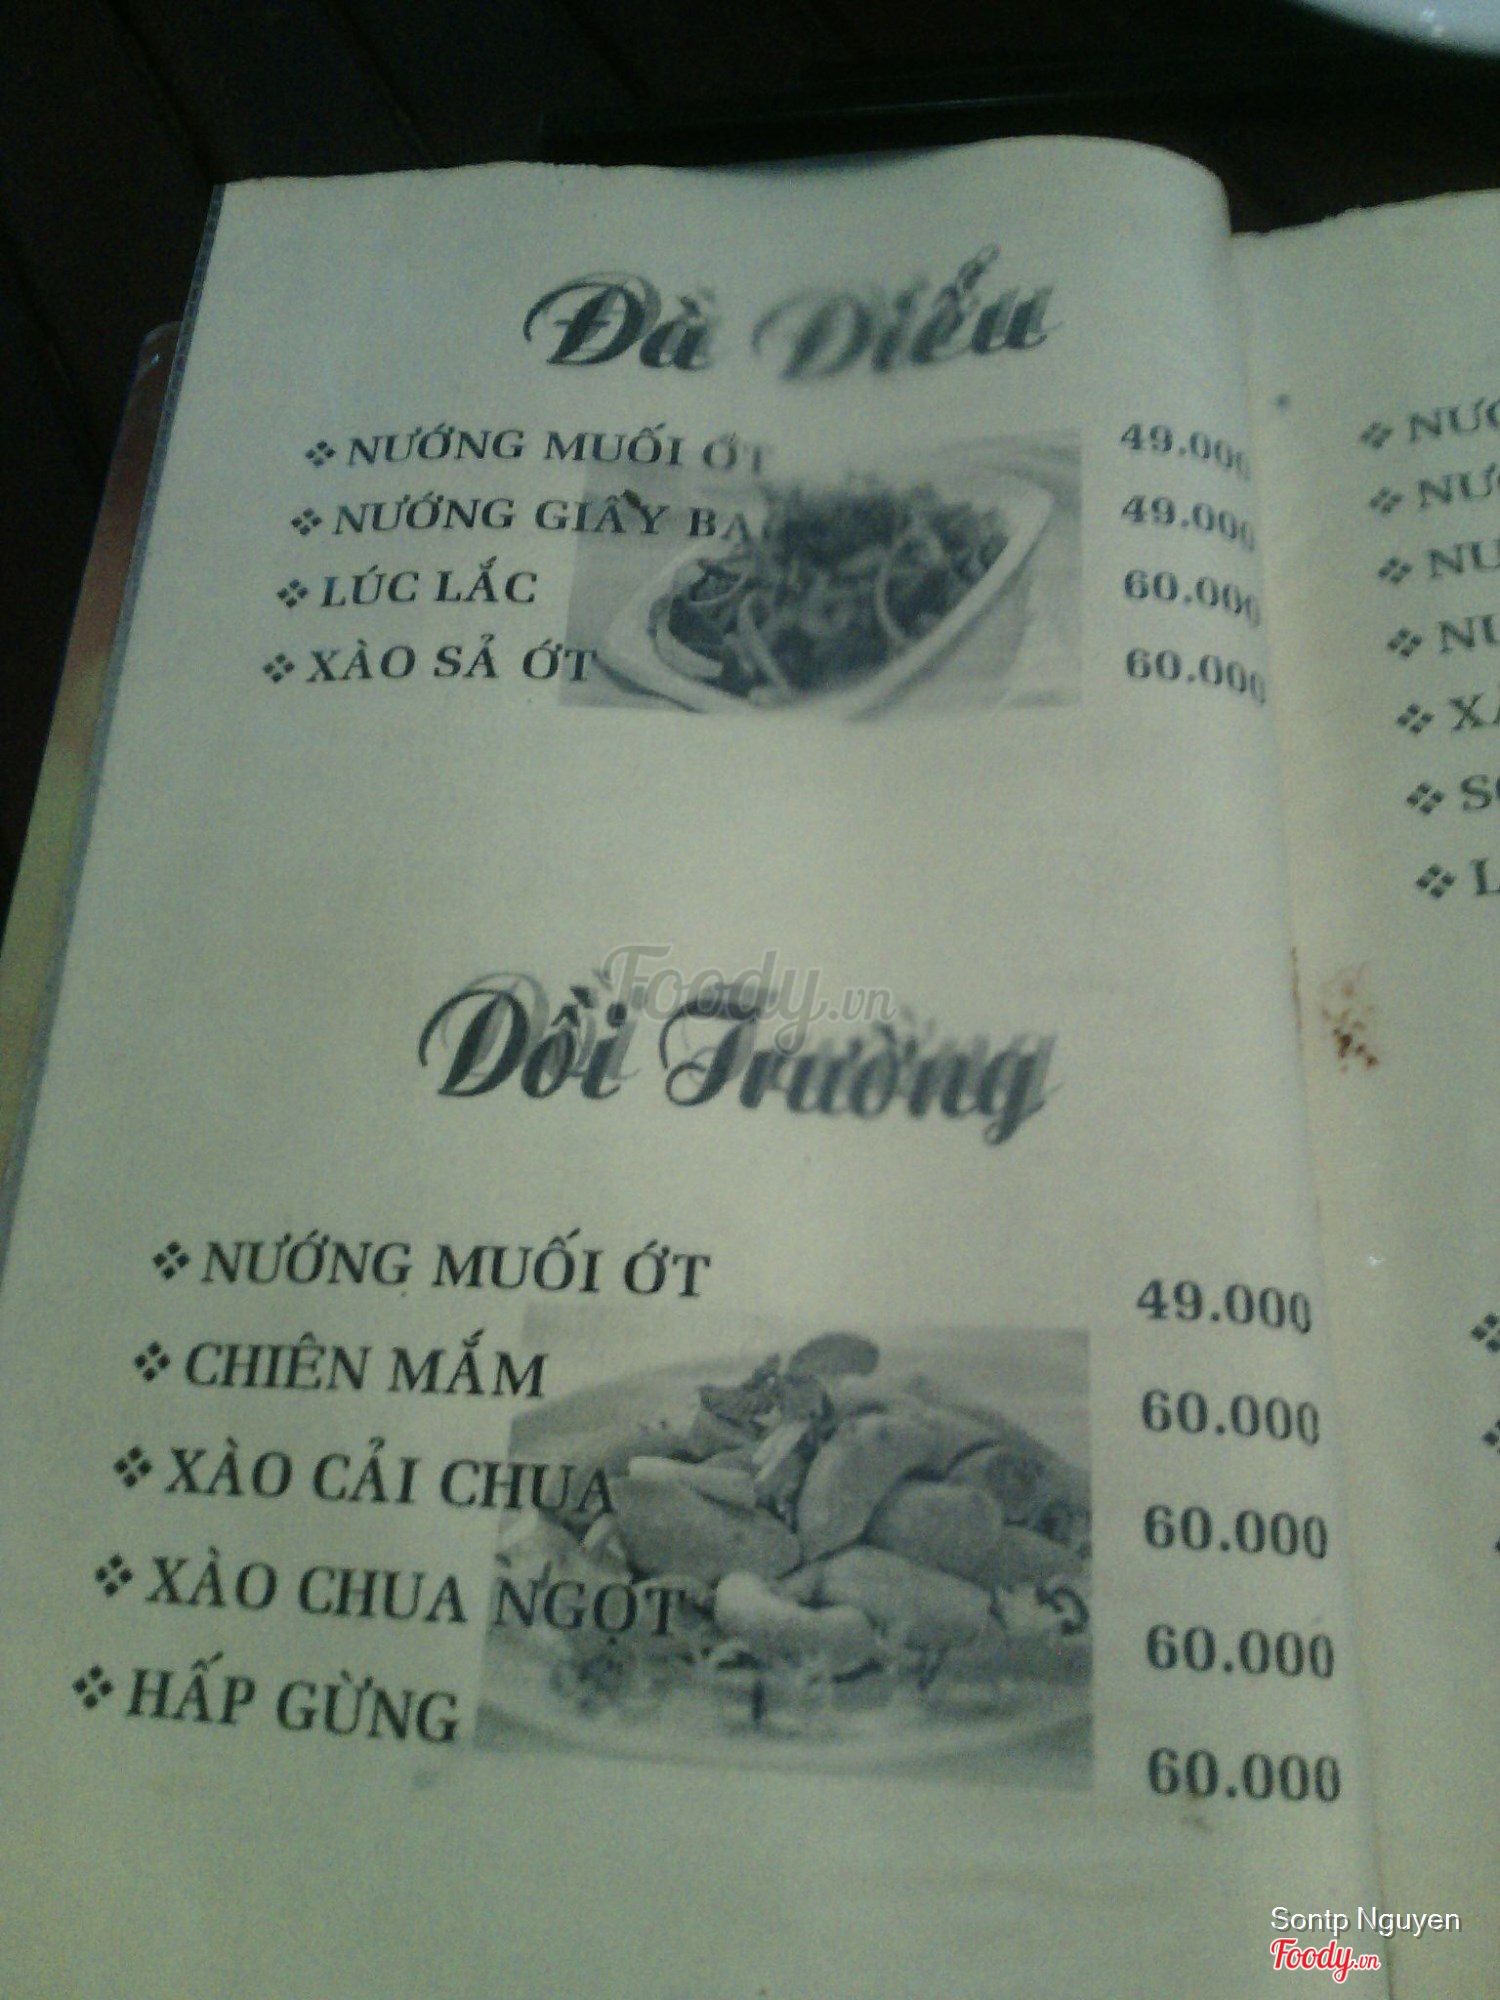 Đà Diểu
❖ NƯỚNG MUỐI ỚT 49.000
❖ NƯỚNG GIẤY BẠC 49.000
❖ LÚC LẮC 60.000
❖ XÀO SẢ ỚT 60.000
Foody.vn
Dồi Trường
❖ NƯỚNG MUỐI ỚT 49.000
❖ CHIÊN MẮM 60.000
❖ XÀO CẢI CHUA 60.000
❖ XÀO CHUA NGỌT 60.000
❖ HẤP GỪNG 60.000
Sontp Nguyen
Foody.vn